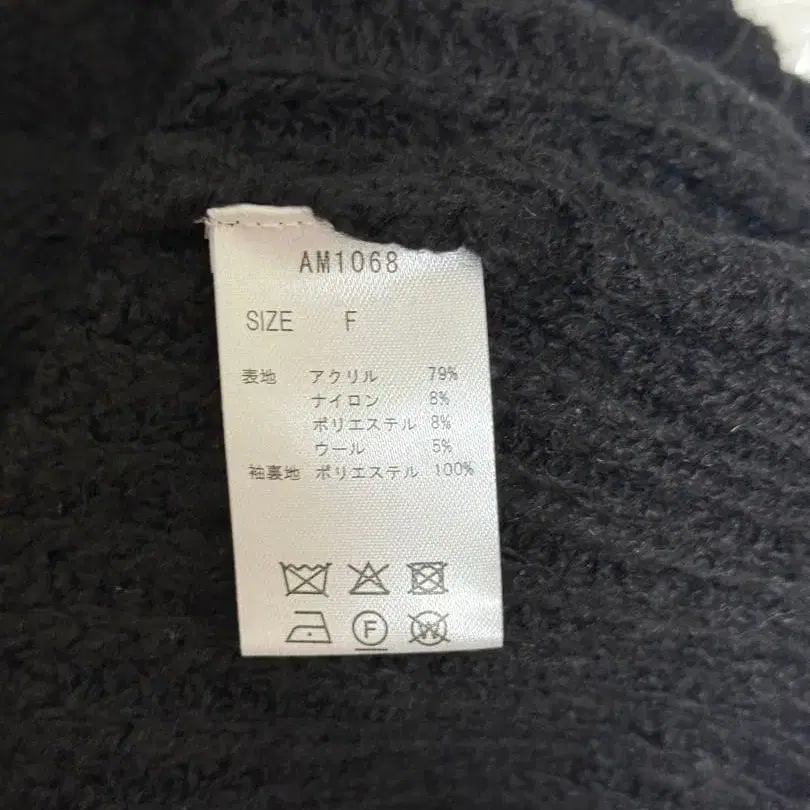 AM1068
SIZE F
表地 アクリル 79%
ナイロン 8%
ポリエステル 8%
ウール 5%
袖裏地 ポリエステル 100%
F W